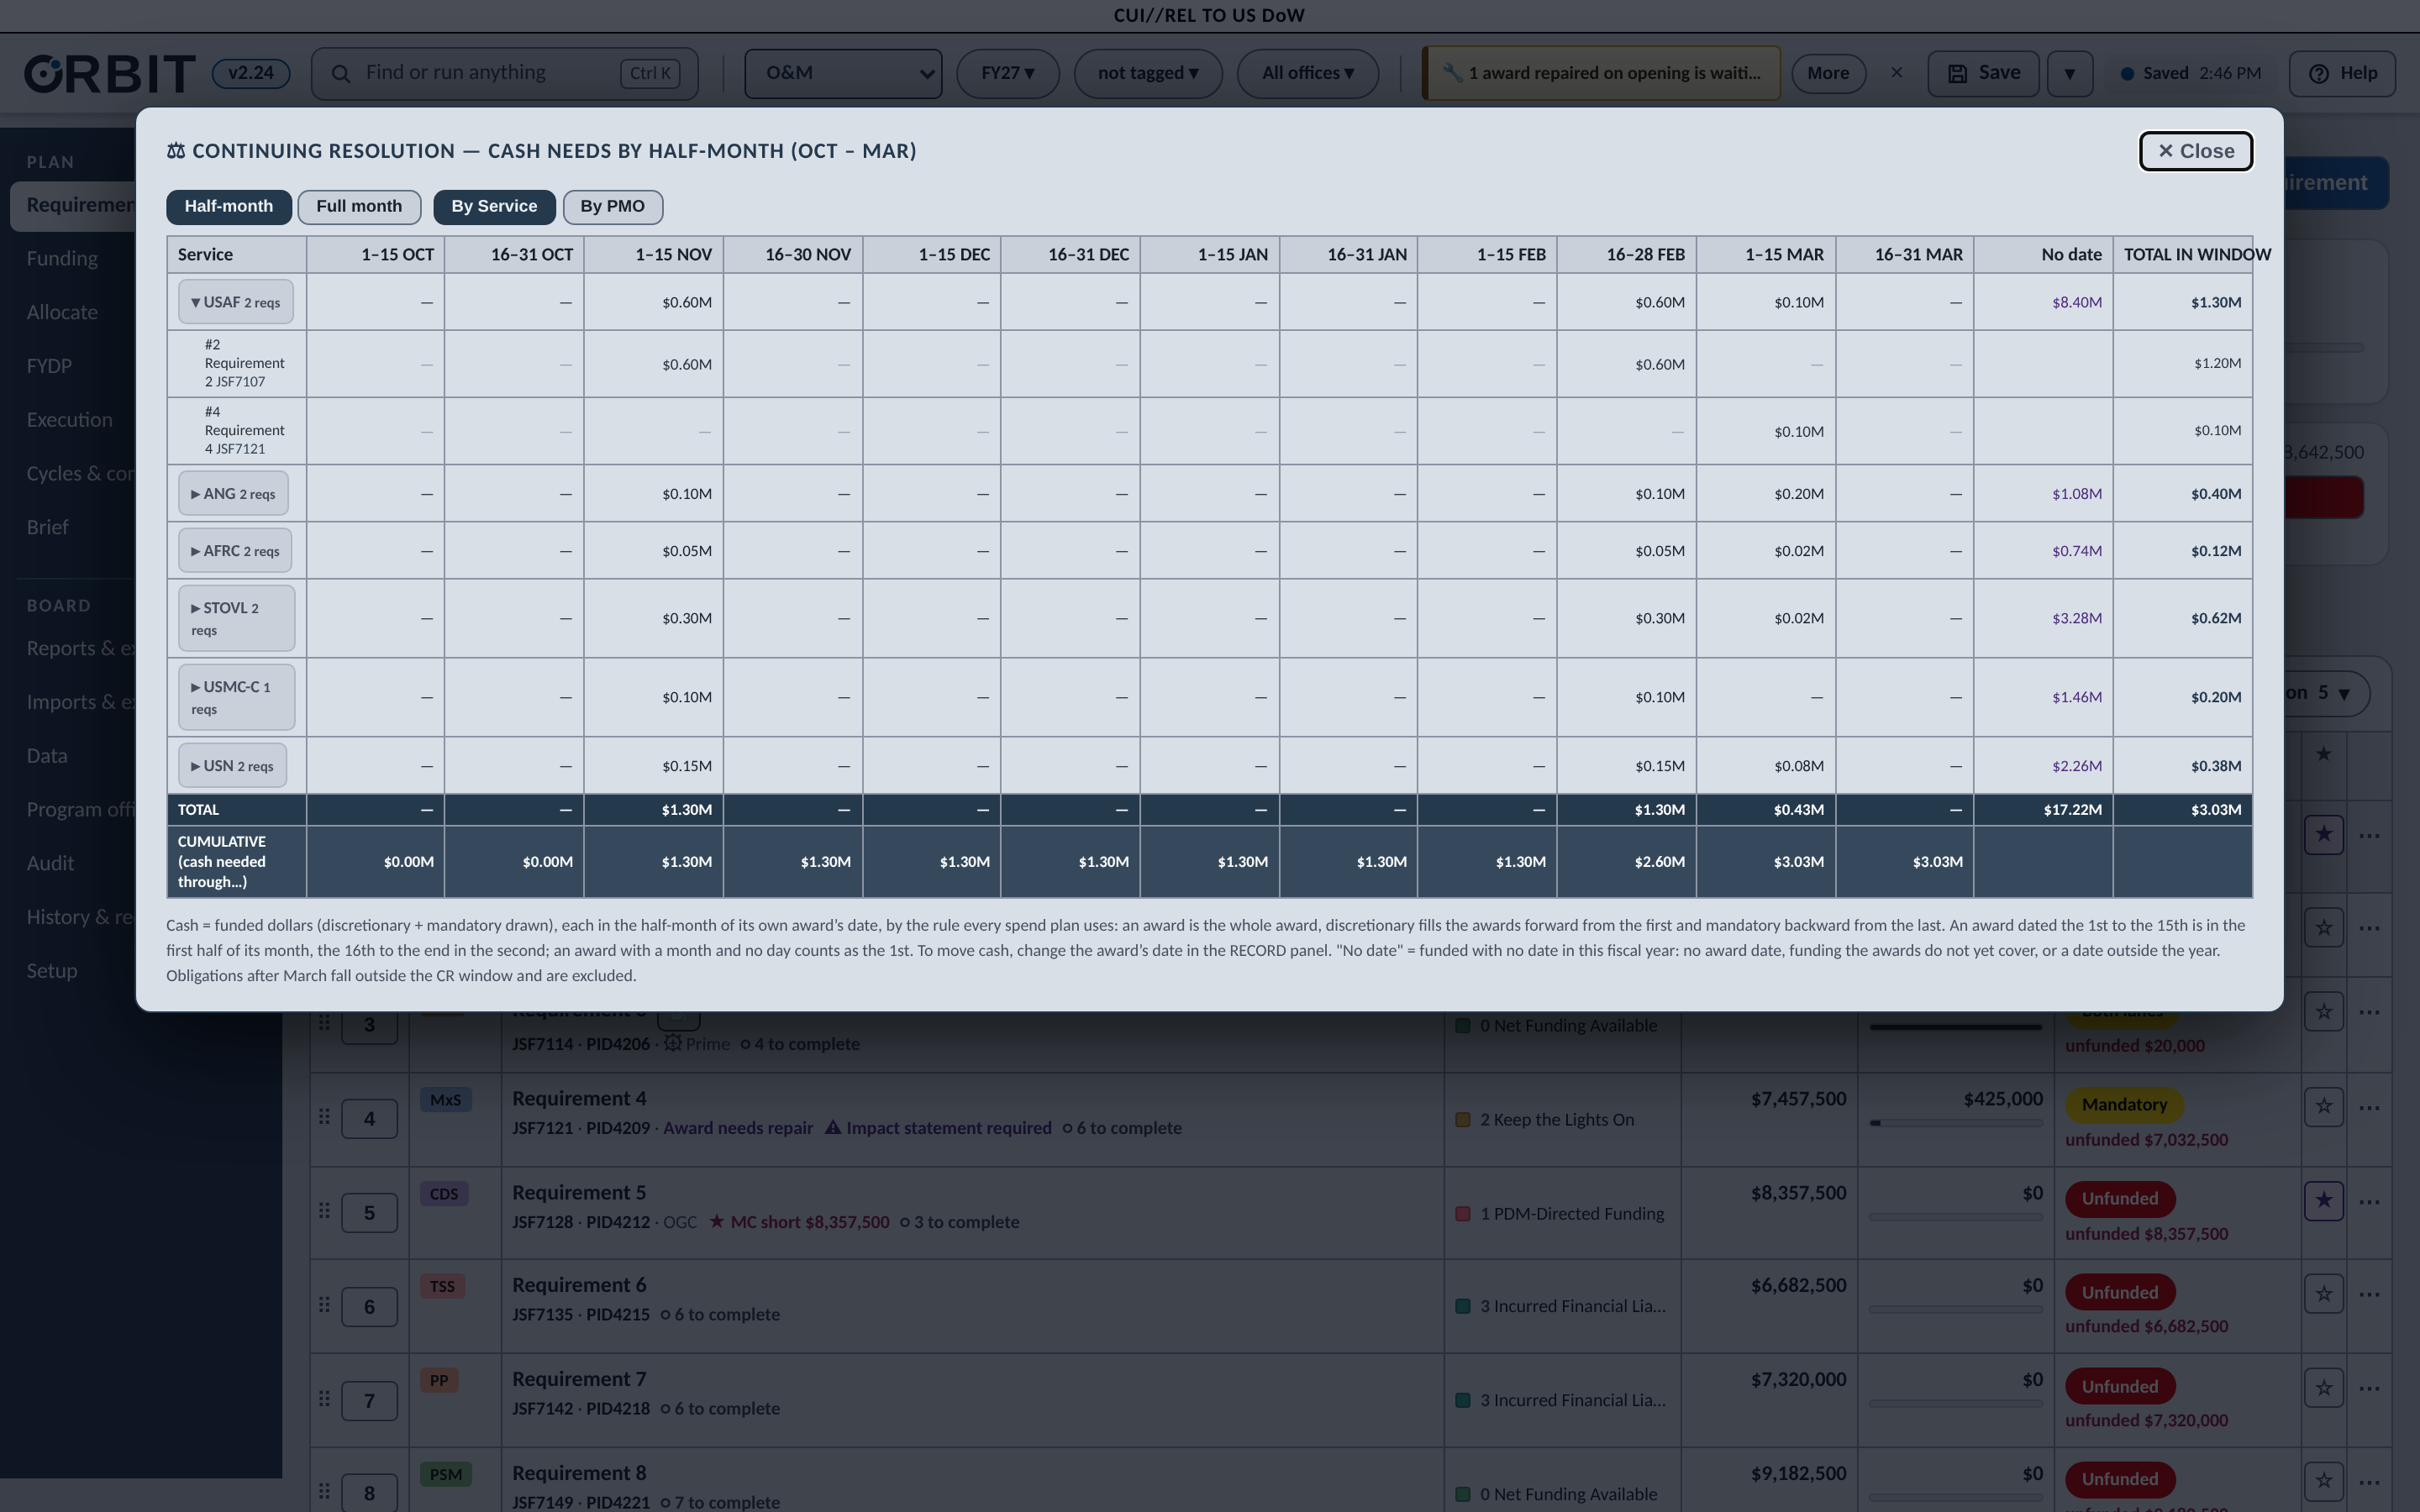 CUI//REL TO US DoW
ORBIT v2.24 Find or run anything Ctrl K O&M FY27 ▾ not tagged ▾ All offices ▾ 🔧 1 award repaired on opening is waiti... More × Save ▾ Saved 2:46 PM Help
⚖ CONTINUING RESOLUTION — CASH NEEDS BY HALF-MONTH (OCT – MAR) ✕ Close
Half-month Full month By Service By PMO
Service 1–15 OCT 16–31 OCT 1–15 NOV 16–30 NOV 1–15 DEC 16–31 DEC 1–15 JAN 16–31 JAN 1–15 FEB 16–28 FEB 1–15 MAR 16–31 MAR No date TOTAL IN WINDOW
▾ USAF 2 reqs — — $0.60M — — — — — — $0.60M $0.10M — $8.40M $1.30M
#2
Requirement
2 JSF7107 — — $0.60M — — — — — — $0.60M — — $1.20M
#4
Requirement
4 JSF7121 — — — — — — — — — — $0.10M — $0.10M
▸ ANG 2 reqs — — $0.10M — — — — — — $0.10M $0.20M — $1.08M $0.40M
▸ AFRC 2 reqs — — $0.05M — — — — — — $0.05M $0.02M — $0.74M $0.12M
▸ STOVL 2
reqs — — $0.30M — — — — — — $0.30M $0.02M — $3.28M $0.62M
▸ USMC-C 1
reqs — — $0.10M — — — — — — $0.10M — — $1.46M $0.20M
▸ USN 2 reqs — — $0.15M — — — — — — $0.15M $0.08M — $2.26M $0.38M
TOTAL — — $1.30M — — — — — — $1.30M $0.43M — $17.22M $3.03M
CUMULATIVE
(cash needed
through…) $0.00M $0.00M $1.30M $1.30M $1.30M $1.30M $1.30M $1.30M $1.30M $2.60M $3.03M $3.03M
Cash = funded dollars (discretionary + mandatory drawn), each in the half-month of its own award’s date, by the rule every spend plan uses: an award is the whole award, discretionary fills the awards forward from the first and mandatory backward from the last. An award dated the 1st to the 15th is in the
first half of its month, the 16th to the end in the second; an award with a month and no day counts as the 1st. To move cash, change the award’s date in the RECORD panel. "No date" = funded with no date in this fiscal year: no award date, funding the awards do not yet cover, or a date outside the year.
Obligations after March fall outside the CR window and are excluded.
PLAN
Funding
Allocate
FYDP
Execution
Cycles &
Brief
BOARD
Reports &
Imports &
Data
Program
Audit
History &
Setup
8,642,500
5 ▾
★
★ ⋯
☆ ⋯
3 0 Net Funding Available ☆ ⋯
JSF7114 · PID4206 · Prime 4 to complete unfunded $20,000
4 MxS Requirement 4 2 Keep the Lights On $7,457,500 $425,000 Mandatory ☆ ⋯
JSF7121 · PID4209 · Award needs repair ⚠ Impact statement required 6 to complete unfunded $7,032,500
5 CDS Requirement 5 1 PDM-Directed Funding $8,357,500 $0 Unfunded ★ ⋯
JSF7128 · PID4212 · OGC ★ MC short $8,357,500 3 to complete unfunded $8,357,500
6 TSS Requirement 6 3 Incurred Financial Lia... $6,682,500 $0 Unfunded ☆ ⋯
JSF7135 · PID4215 6 to complete unfunded $6,682,500
7 PP Requirement 7 3 Incurred Financial Lia... $7,320,000 $0 Unfunded ☆ ⋯
JSF7142 · PID4218 6 to complete unfunded $7,320,000
8 PSM Requirement 8 0 Net Funding Available $9,182,500 $0 Unfunded ☆ ⋯
JSF7149 · PID4221 7 to complete